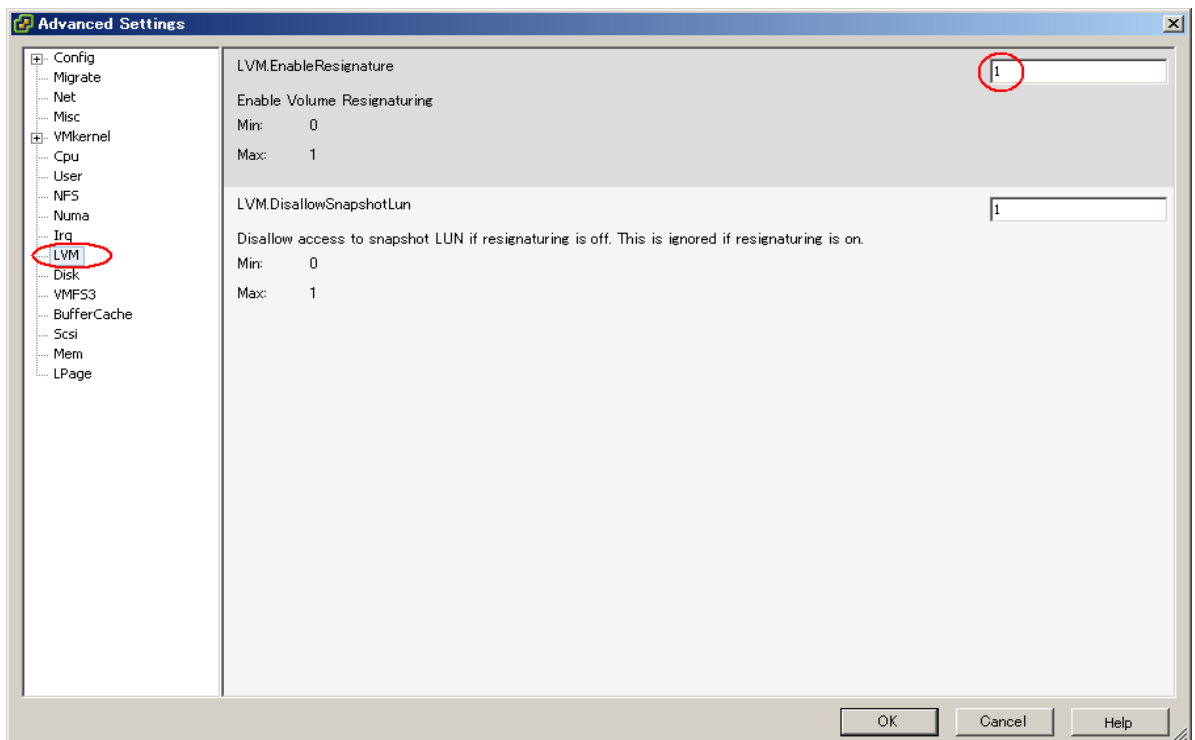 Advanced Settings
Config
Migrate
Net
Misc
VMkernel
Cpu
User
NFS
Numa
Irq
LVM
Disk
VMFS3
BufferCache
Scsi
Mem
LPage
LVM.EnableResignature
1
Enable Volume Resignaturing
Min: 0
Max: 1
LVM.DisallowSnapshotLun
1
Disallow access to snapshot LUN if resignaturing is off. This is ignored if resignaturing is on.
Min: 0
Max: 1
OK
Cancel
Help